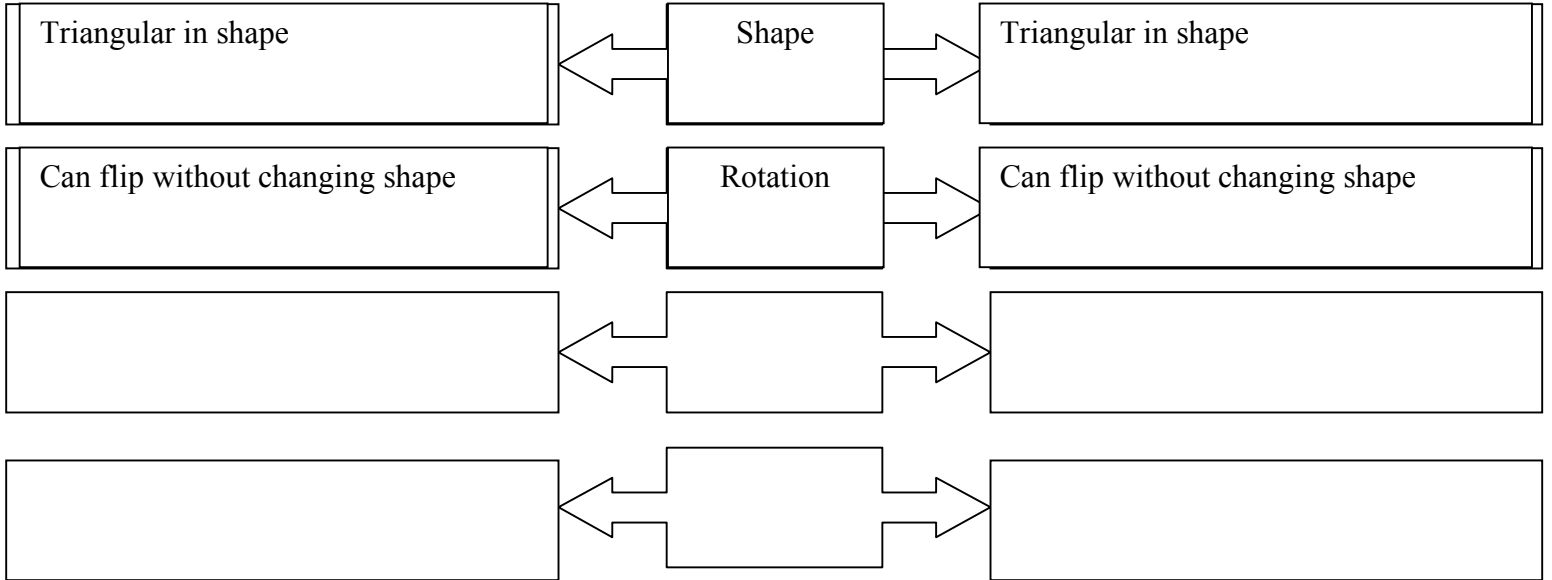 Triangular in shape
Shape
Triangular in shape
Can flip without changing shape
Rotation
Can flip without changing shape